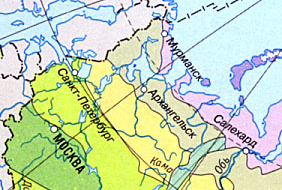 Мурманск
Санкт-Петербург
Архангельск
Салехард
МОСКВА
Кама
Обь